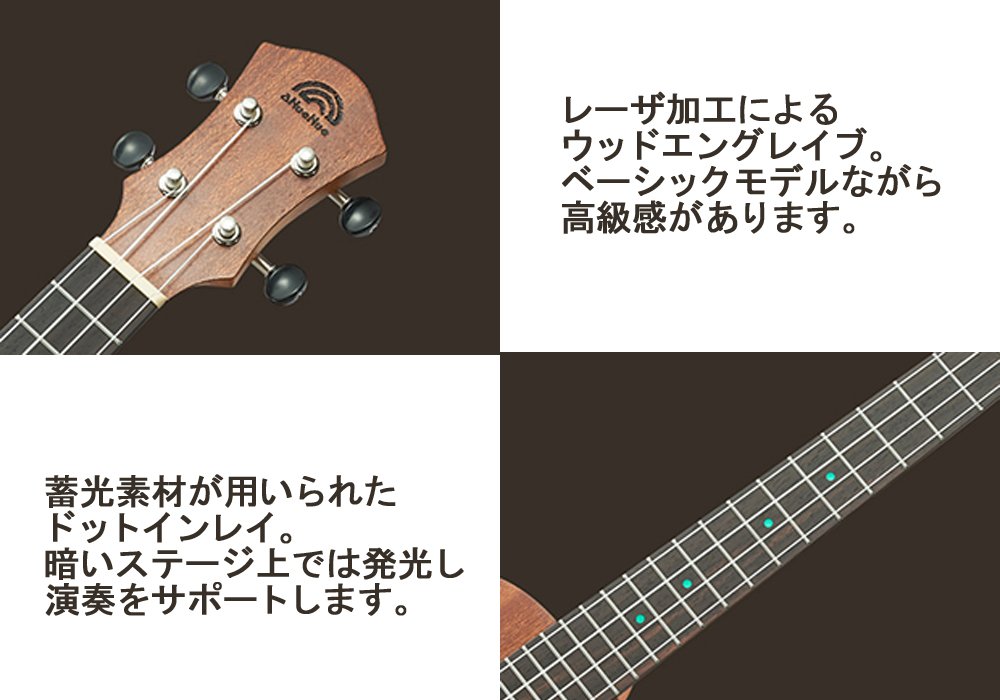 aNueNue
レーザ加工による
ウッドエングレイブ。
ベーシックモデルながら
高級感があります。
蓄光素材が用いられた
ドットインレイ。
暗いステージ上では発光し
演奏をサポートします。